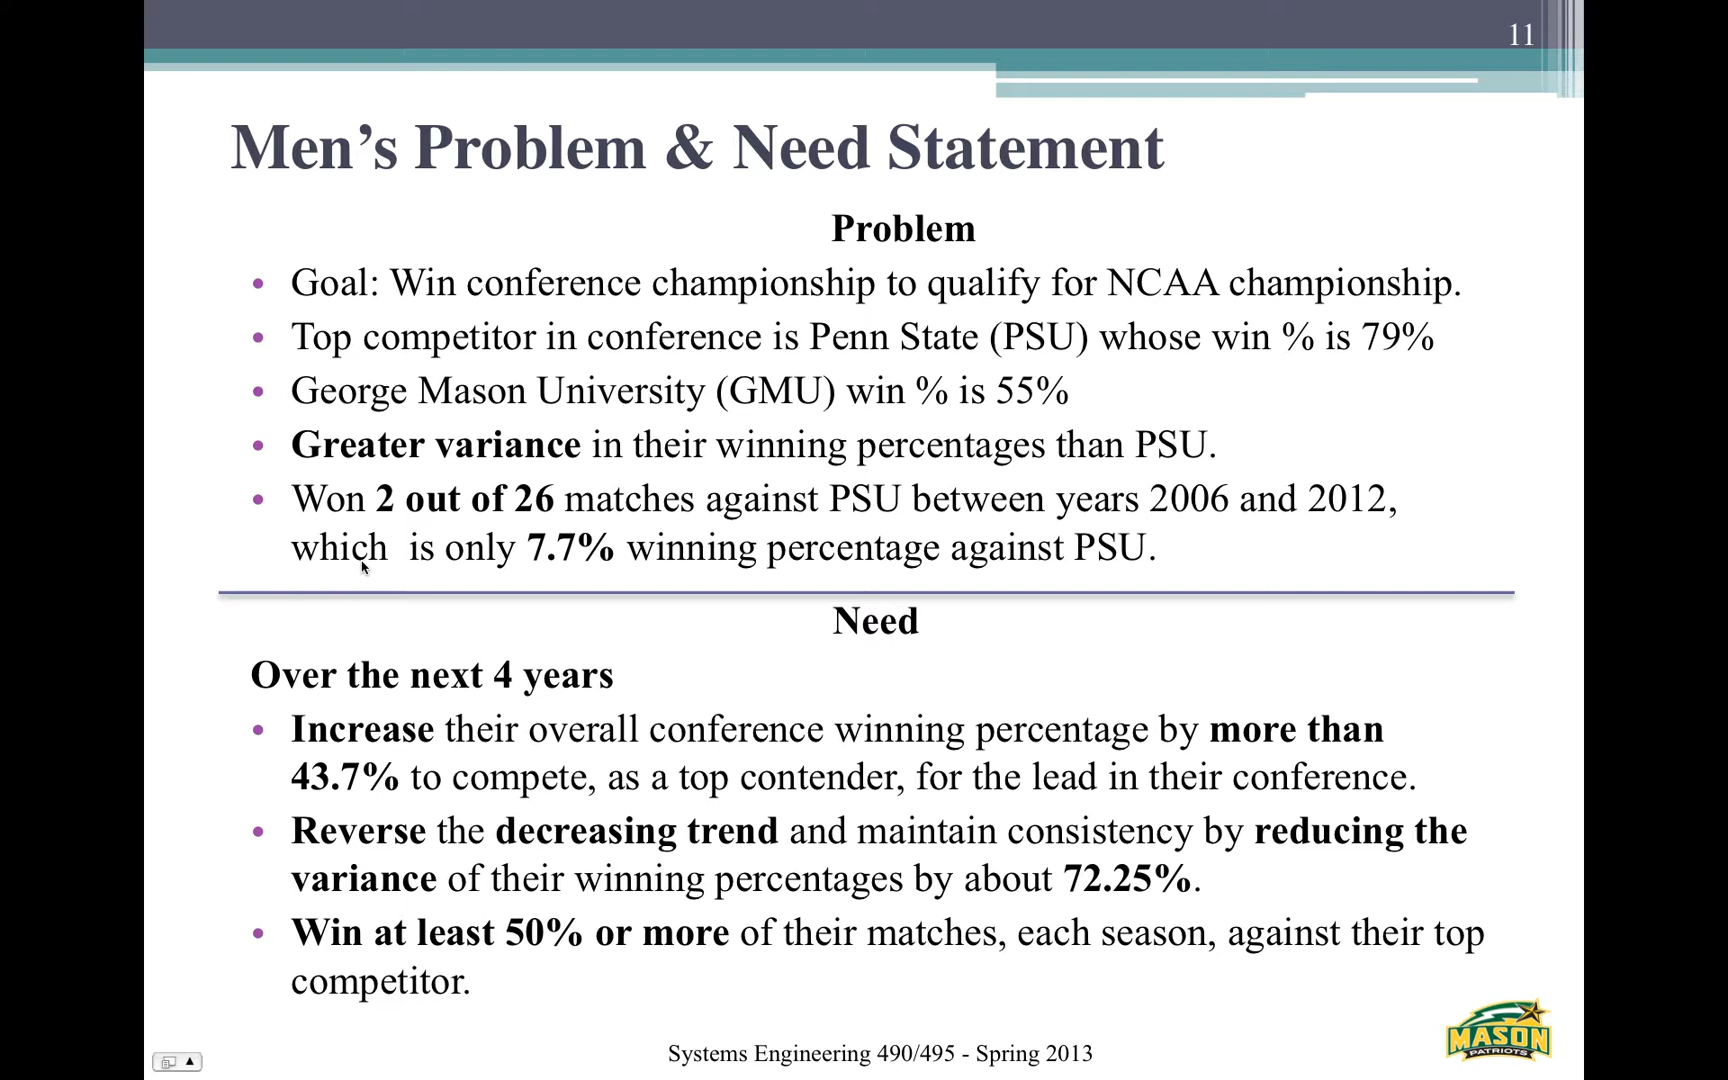 11
Men’s Problem & Need Statement
Problem
• Goal: Win conference championship to qualify for NCAA championship.
• Top competitor in conference is Penn State (PSU) whose win % is 79%
• George Mason University (GMU) win % is 55%
• Greater variance in their winning percentages than PSU.
• Won 2 out of 26 matches against PSU between years 2006 and 2012,
which  is only 7.7% winning percentage against PSU.
Need
Over the next 4 years
• Increase their overall conference winning percentage by more than
43.7% to compete, as a top contender, for the lead in their conference.
• Reverse the decreasing trend and maintain consistency by reducing the
variance of their winning percentages by about 72.25%.
• Win at least 50% or more of their matches, each season, against their top
competitor.
MASON
PATRIOTS
Systems Engineering 490/495 - Spring 2013